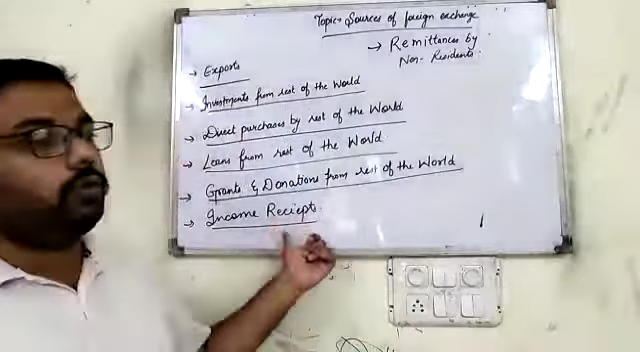 Topic - Sources of foreign exchange
→ Remittances by
Non-Residents.
→ Exports
→ Investments from rest of the World
→ Direct purchases by rest of the World
→ Loans from rest of the World
→ Grants & Donations from rest of the World
→ Income Reciept.